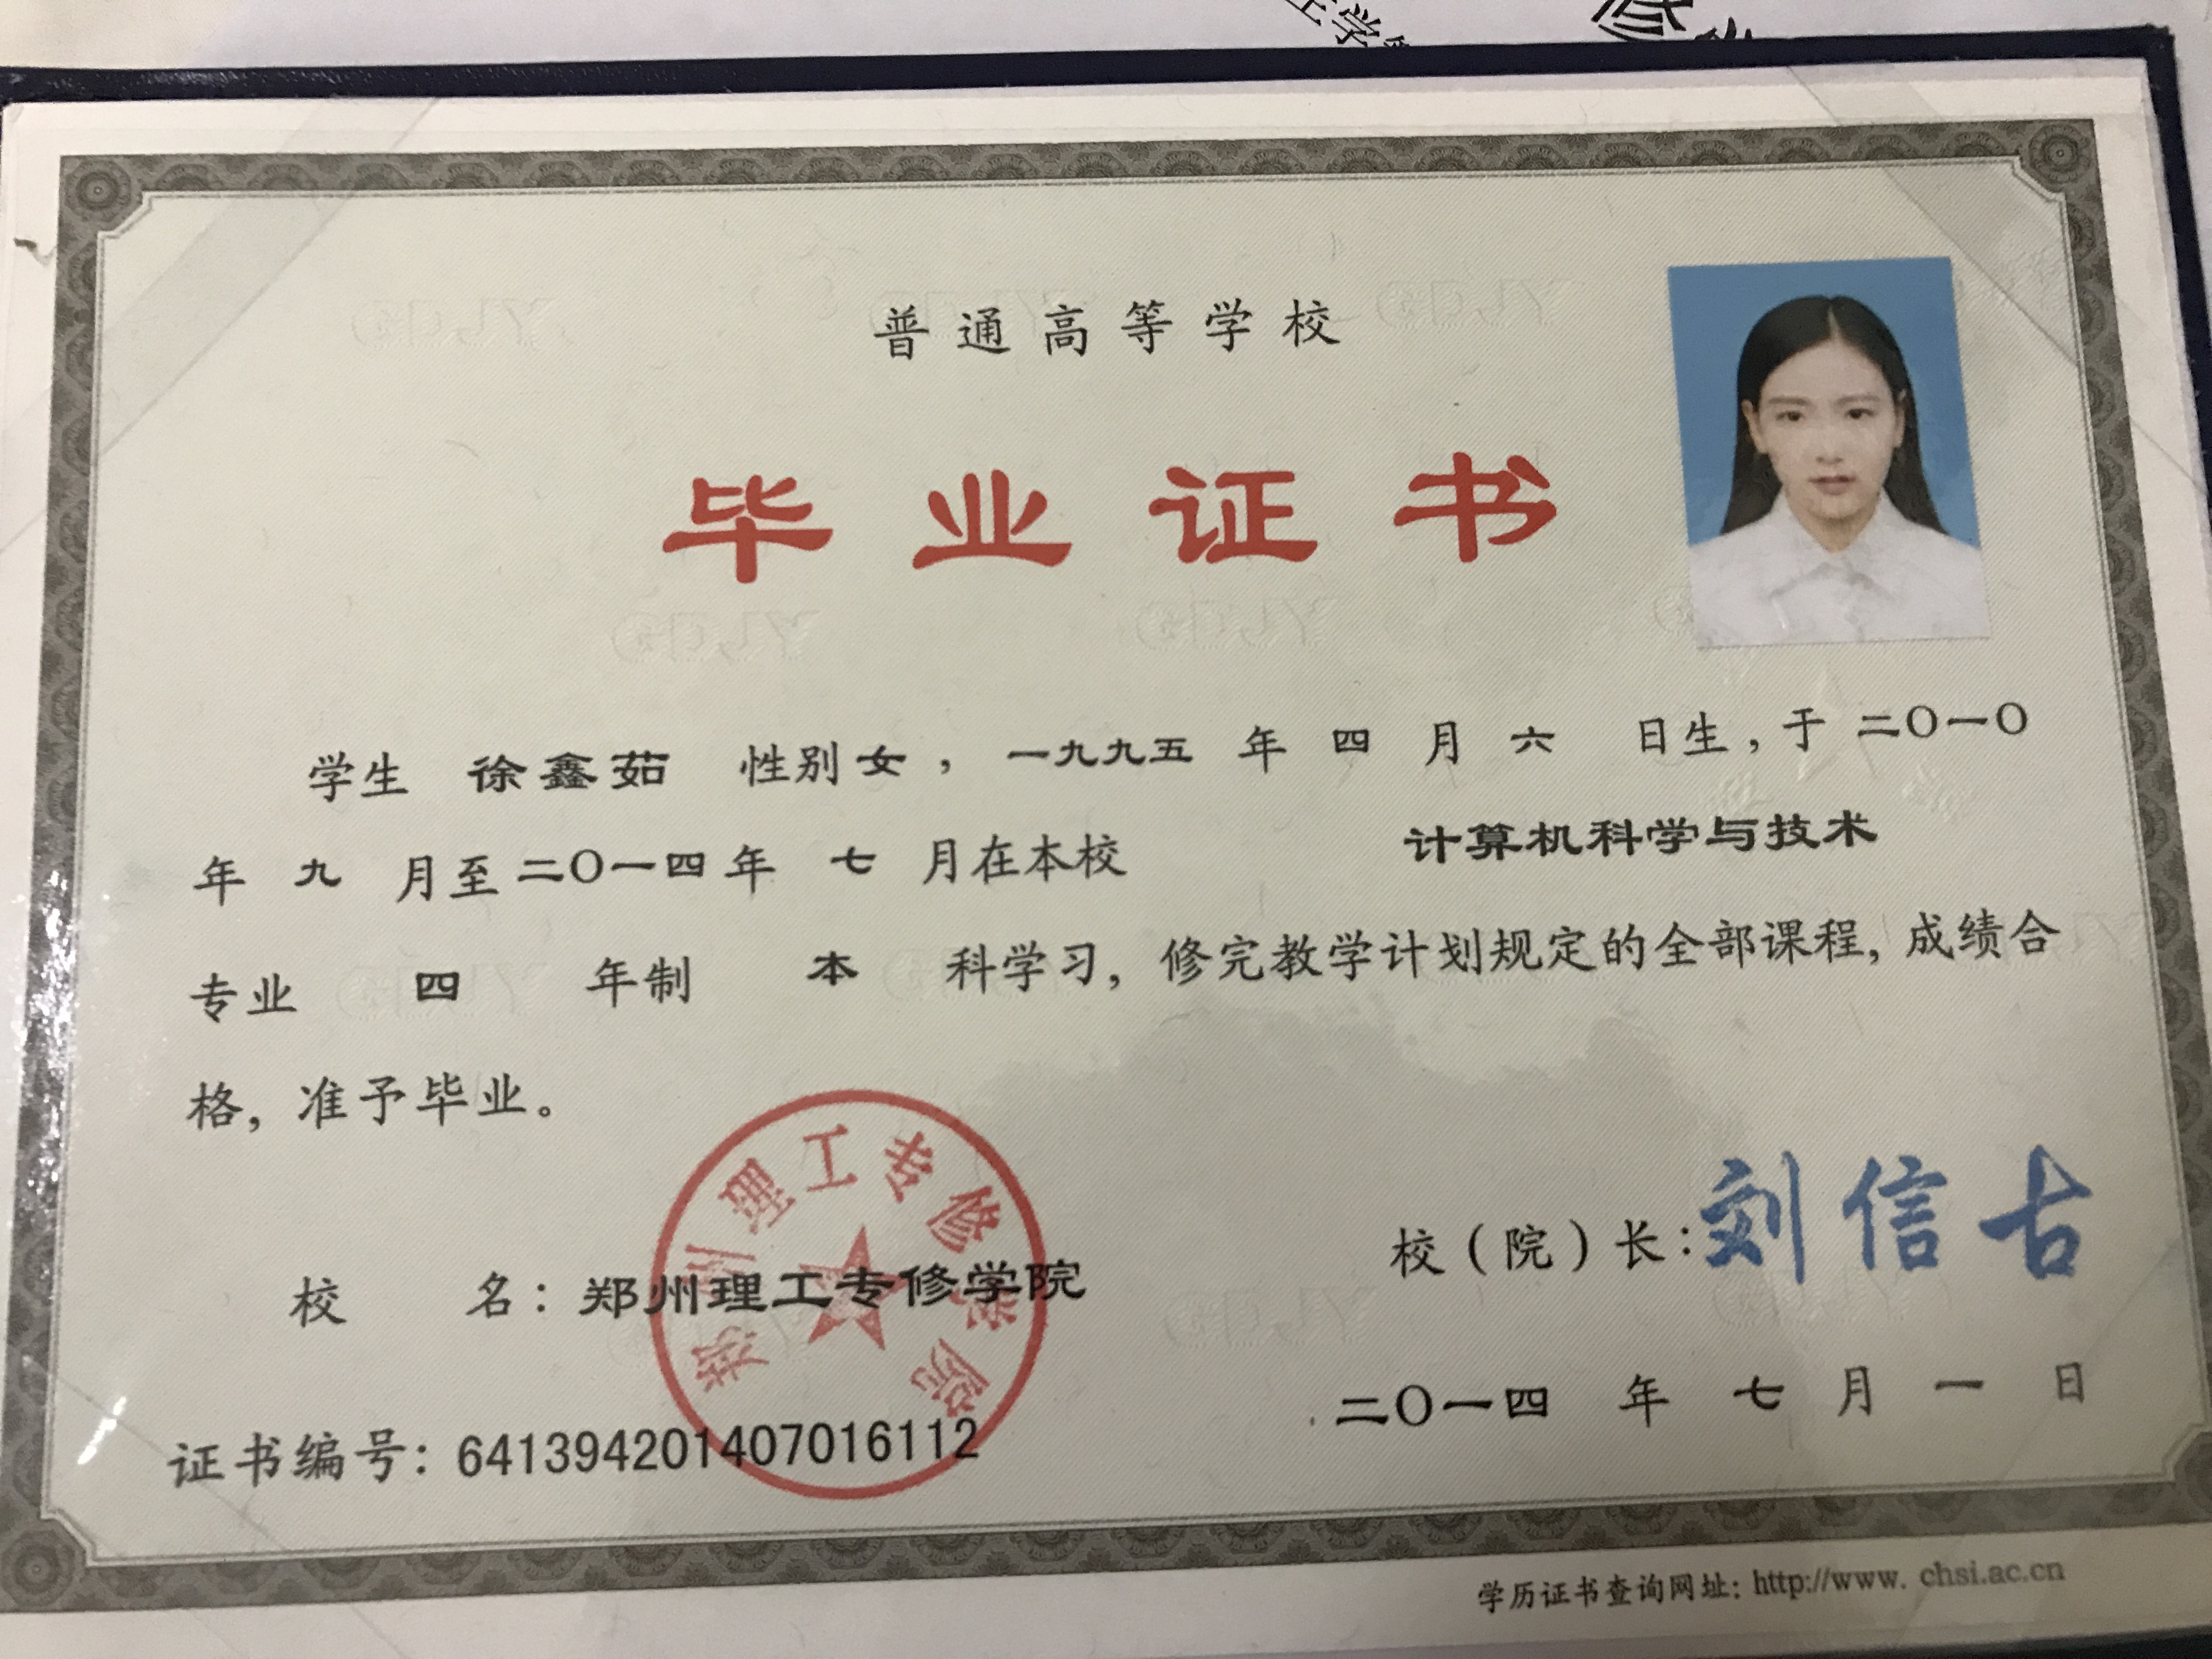 普通高等学校
毕业证书
学生 徐鑫茹 性别 女 ， 一九九五 年 四 月 六 日生，于 二〇一〇
年 九 月至 二〇一四 年 七 月在本校 计算机科学与技术
专业 四 年制 本 科学习，修完教学计划规定的全部课程，成绩合
格，准予毕业。
郑州理工专修学院
校 名：郑州理工专修学院
校（院）长：刘信古
二〇一四 年 七 月 一 日
证书编号：641394201407016112
学历证书查询网址：http://www. chsi.ac.cn